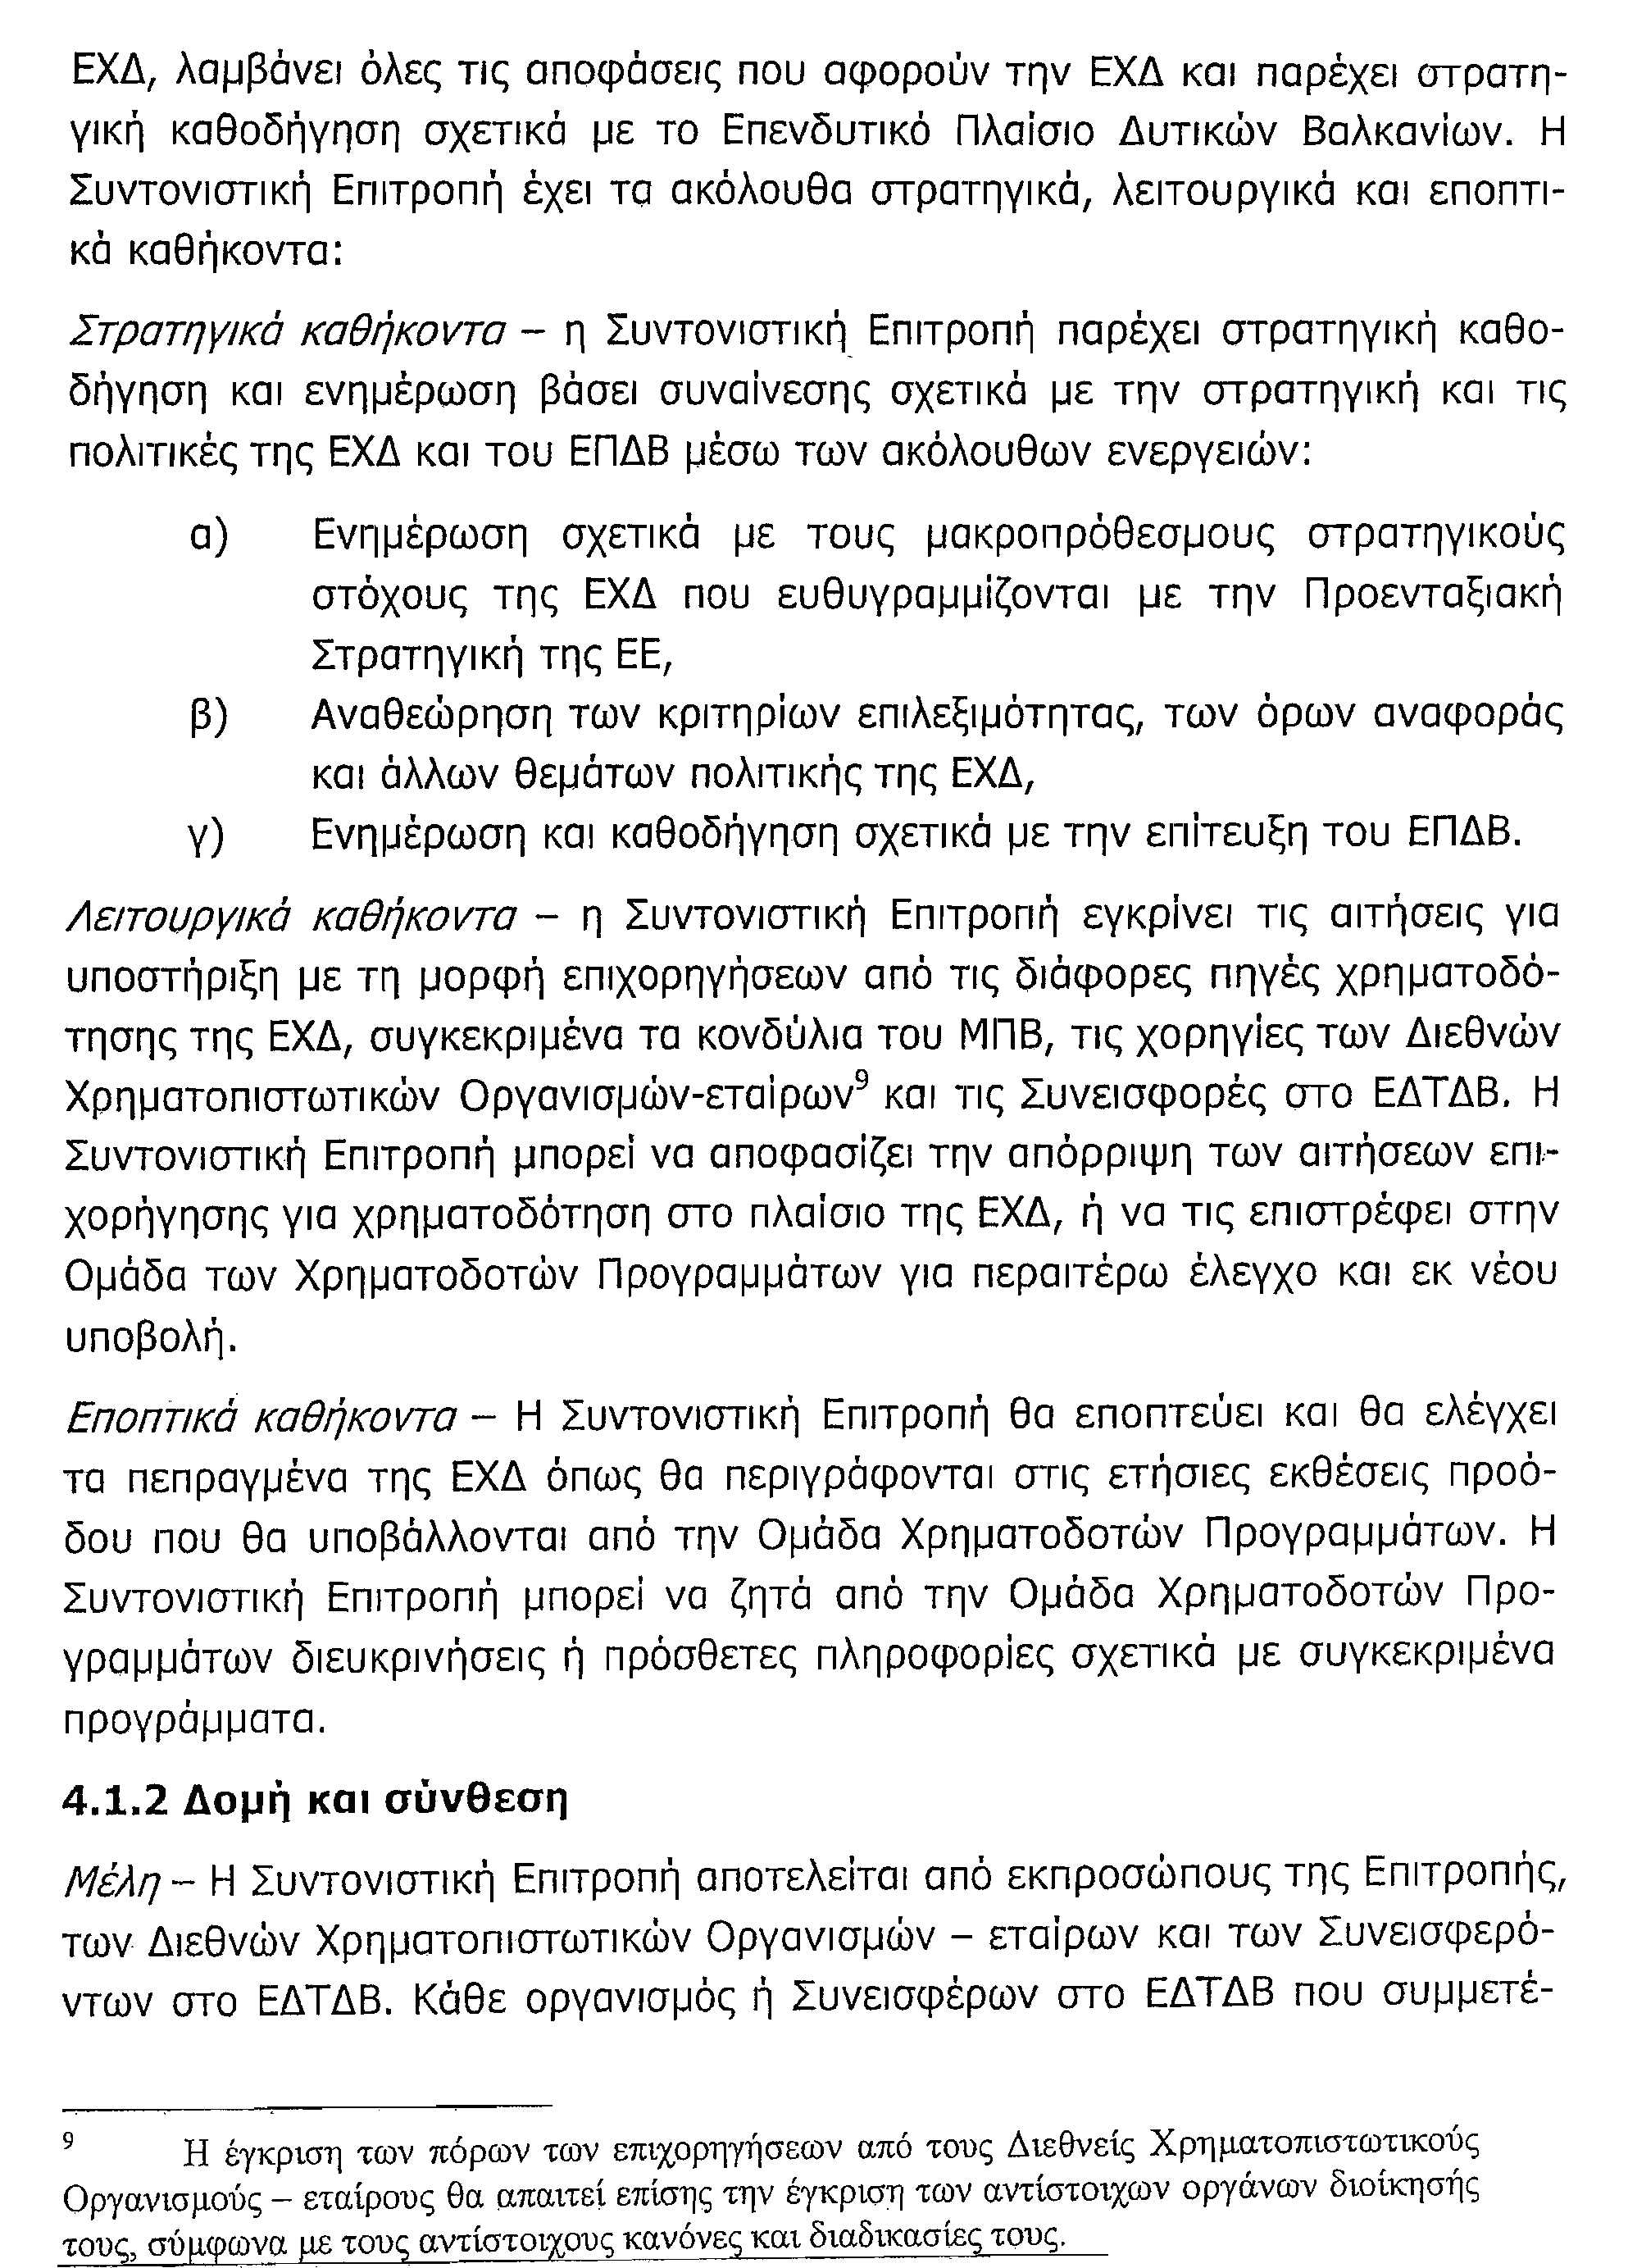 ΕΧΔ, λαμβάνει όλες τις αποφάσεις που αφορούν την ΕΧΔ και παρέχει στρατη-
γική καθοδήγηση σχετικά με το Επενδυτικό Πλαίσιο Δυτικών Βαλκανίων. Η
Συντονιστική Επιτροπή έχει τα ακόλουθα στρατηγικά, λειτουργικά και εποπτι-
κά καθήκοντα:
Στρατηγικά καθήκοντα – η Συντονιστική Επιτροπή παρέχει στρατηγική καθο-
δήγηση και ενημέρωση βάσει συναίνεσης σχετικά με την στρατηγική και τις
πολιτικές της ΕΧΔ και του ΕΠΔΒ μέσω των ακόλουθων ενεργειών:
α) Ενημέρωση σχετικά με τους μακροπρόθεσμους στρατηγικούς
στόχους της ΕΧΔ που ευθυγραμμίζονται με την Προενταξιακή
Στρατηγική της ΕΕ,
β) Αναθεώρηση των κριτηρίων επιλεξιμότητας, των όρων αναφοράς
και άλλων θεμάτων πολιτικής της ΕΧΔ,
γ) Ενημέρωση και καθοδήγηση σχετικά με την επίτευξη του ΕΠΔΒ.
Λειτουργικά καθήκοντα – η Συντονιστική Επιτροπή εγκρίνει τις αιτήσεις για
υποστήριξη με τη μορφή επιχορηγήσεων από τις διάφορες πηγές χρηματοδό-
τησης της ΕΧΔ, συγκεκριμένα τα κονδύλια του ΜΠΒ, τις χορηγίες των Διεθνών
Χρηματοπιστωτικών Οργανισμών-εταίρων⁹ και τις Συνεισφορές στο ΕΔΤΔΒ. Η
Συντονιστική Επιτροπή μπορεί να αποφασίζει την απόρριψη των αιτήσεων επι-
χορήγησης για χρηματοδότηση στο πλαίσιο της ΕΧΔ, ή να τις επιστρέφει στην
Ομάδα των Χρηματοδοτών Προγραμμάτων για περαιτέρω έλεγχο και εκ νέου
υποβολή.
Εποπτικά καθήκοντα – Η Συντονιστική Επιτροπή θα εποπτεύει και θα ελέγχει
τα πεπραγμένα της ΕΧΔ όπως θα περιγράφονται στις ετήσιες εκθέσεις προό-
δου που θα υποβάλλονται από την Ομάδα Χρηματοδοτών Προγραμμάτων. Η
Συντονιστική Επιτροπή μπορεί να ζητά από την Ομάδα Χρηματοδοτών Προ-
γραμμάτων διευκρινήσεις ή πρόσθετες πληροφορίες σχετικά με συγκεκριμένα
προγράμματα.
4.1.2 Δομή και σύνθεση
Μέλη – Η Συντονιστική Επιτροπή αποτελείται από εκπροσώπους της Επιτροπής,
των Διεθνών Χρηματοπιστωτικών Οργανισμών – εταίρων και των Συνεισφερό-
ντων στο ΕΔΤΔΒ. Κάθε οργανισμός ή Συνεισφέρων στο ΕΔΤΔΒ που συμμετέ-
⁹ Η έγκριση των πόρων των επιχορηγήσεων από τους Διεθνείς Χρηματοπιστωτικούς
Οργανισμούς – εταίρους θα απαιτεί επίσης την έγκριση των αντίστοιχων οργάνων διοίκησής
τους, σύμφωνα με τους αντίστοιχους κανόνες και διαδικασίες τους.